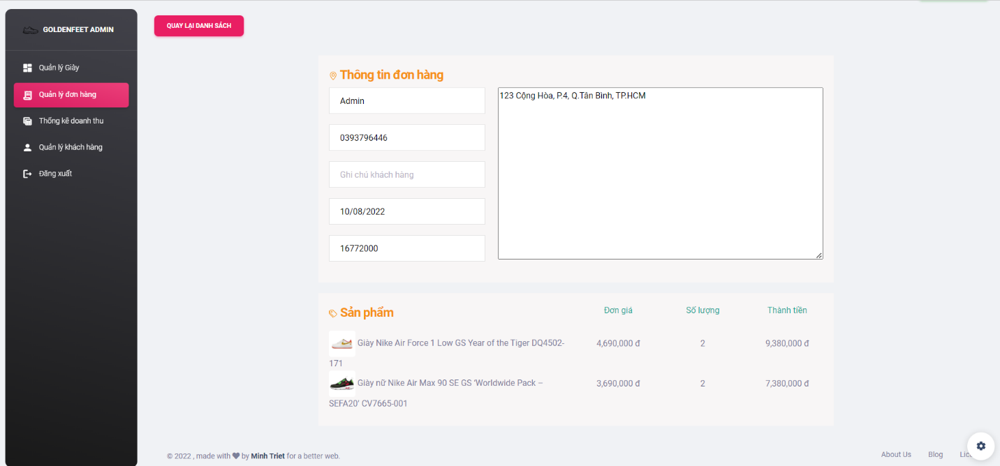 GOLDENFEET ADMIN
Quản lý Giày
Quản lý đơn hàng
Thống kê doanh thu
Quản lý khách hàng
Đăng xuất
QUAY LẠI DANH SÁCH
Thông tin đơn hàng
Admin
0393796446
Ghi chú khách hàng
10/08/2022
16772000
123 Cộng Hòa, P.4, Q.Tân Bình, TP.HCM
Sản phẩm Đơn giá Số lượng Thành tiền
Giày Nike Air Force 1 Low GS Year of the Tiger DQ4502- 4,690,000 đ 2 9,380,000 đ
171
Giày nữ Nike Air Max 90 SE GS ‘Worldwide Pack – 3,690,000 đ 2 7,380,000 đ
SEFA20’ CV7665-001
© 2022 , made with by Minh Triet for a better web.
About Us Blog